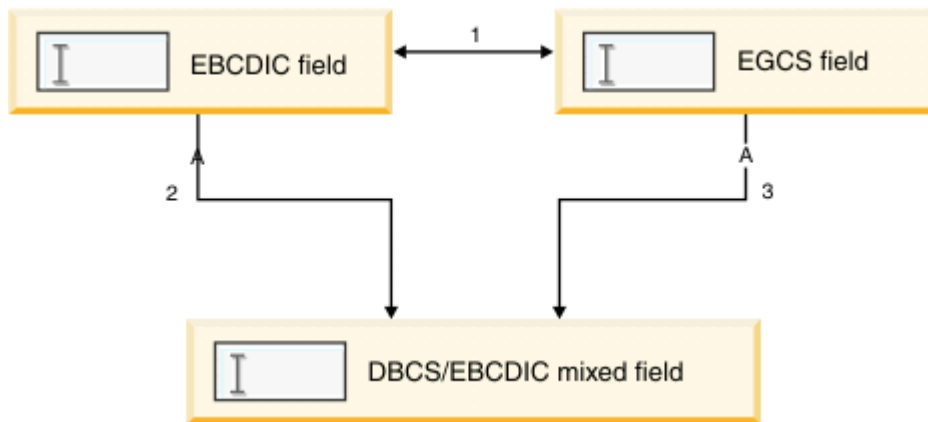 1
EBCDIC field
EGCS field
A
A
2
3
DBCS/EBCDIC mixed field